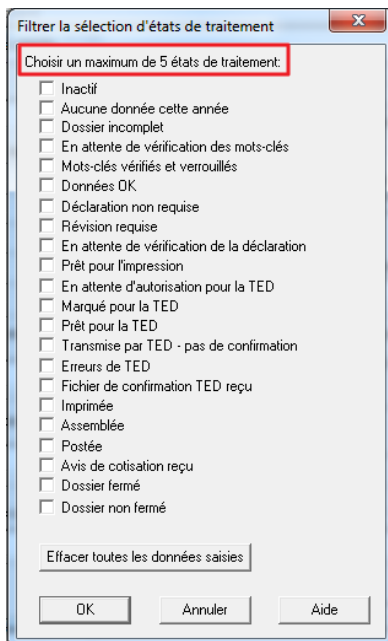 Filtrer la sélection d'états de traitement
Choisir un maximum de 5 états de traitement:
Inactif
Aucune donnée cette année
Dossier incomplet
En attente de vérification des mots-clés
Mots-clés vérifiés et verrouillés
Données OK
Déclaration non requise
Révision requise
En attente de vérification de la déclaration
Prêt pour l'impression
En attente d'autorisation pour la TED
Marqué pour la TED
Prêt pour la TED
Transmise par TED - pas de confirmation
Erreurs de TED
Fichier de confirmation TED reçu
Imprimée
Assemblée
Postée
Avis de cotisation reçu
Dossier fermé
Dossier non fermé
Effacer toutes les données saisies
OK Annuler Aide